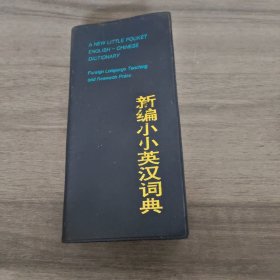 A NEW LITTLE POCKET
ENGLISH-CHINESE
DICTIONARY
Foreign Language Teaching
and Research Press
新编小小英汉词典